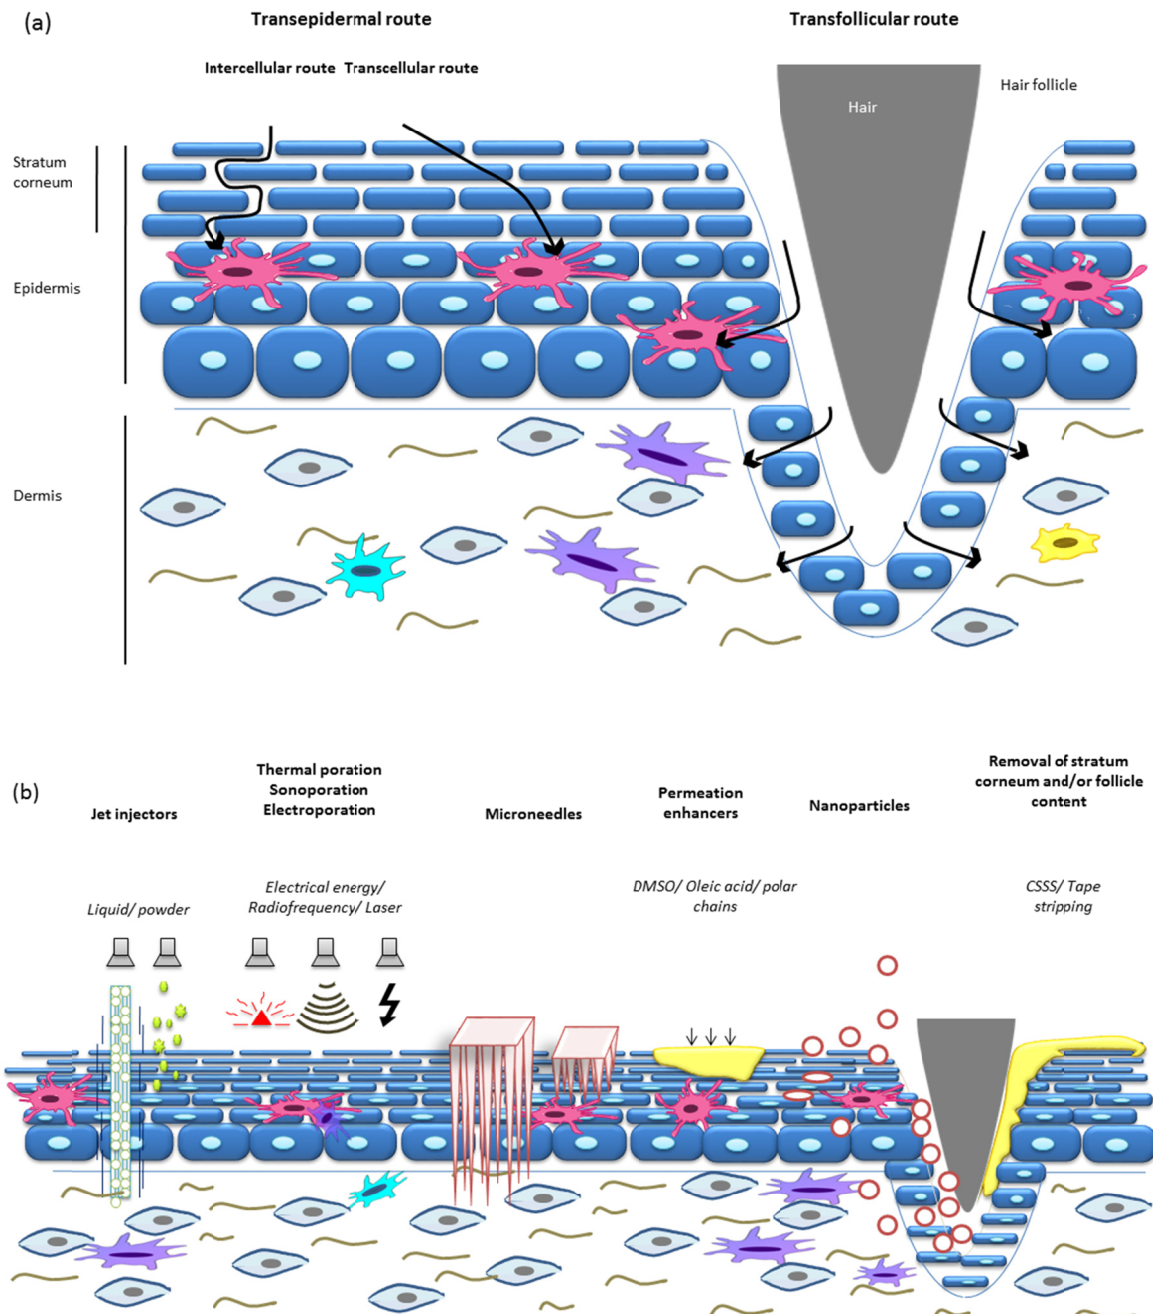 (a)
Transepidermal route
Transfollicular route
Intercellular route Transcellular route
Hair follicle
Hair
Stratum
corneum
Epidermis
Dermis
(b)
Jet injectors
Thermal poration
Sonoporation
Electroporation
Microneedles
Permeation
enhancers
Nanoparticles
Removal of stratum
corneum and/or follicle
content
Liquid/ powder
Electrical energy/
Radiofrequency/ Laser
DMSO/ Oleic acid/ polar
chains
CSSS/ Tape
stripping